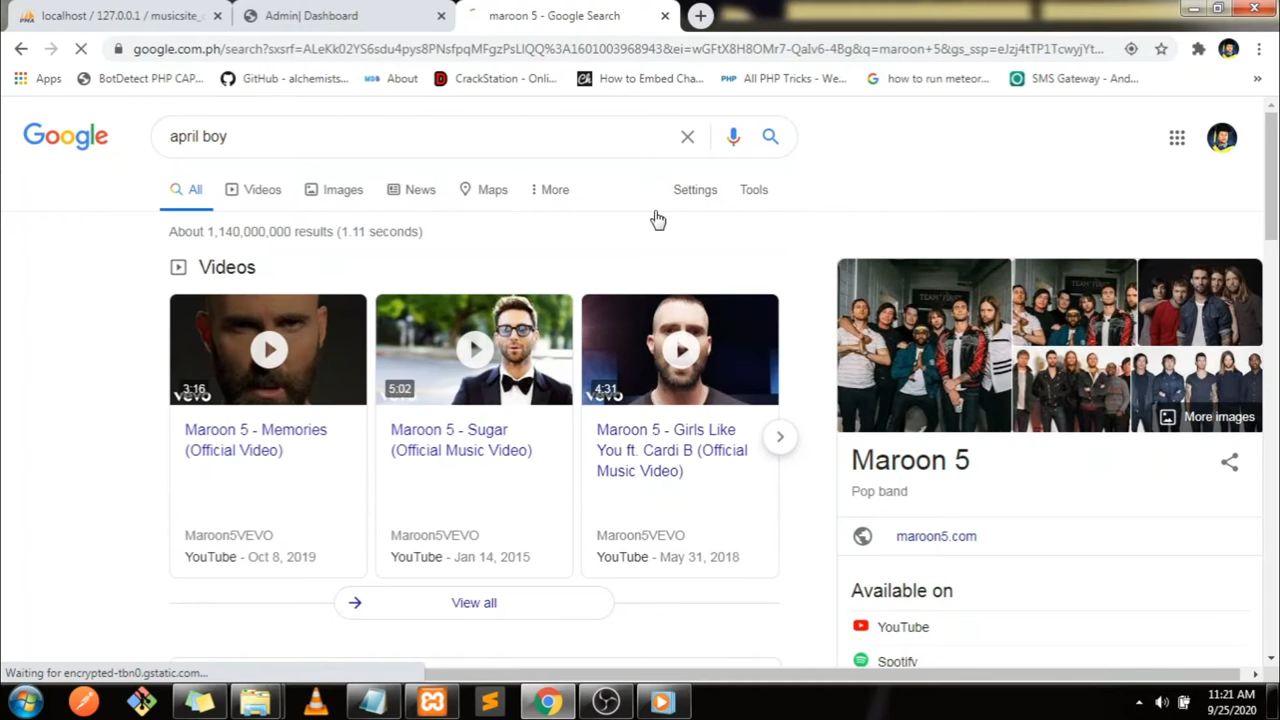 localhost / 127.0.0.1 / musicsite_
Admin| Dashboard
maroon 5 - Google Search
google.com.ph/search?sxsrf=ALeKk02YS6sdu4pys8PNsfpqMFgzPsLlQQ%3A1601003968943&ei=wGFtX8H8OMr7-Qalv6-4Bg&q=maroon+5&gs_ssp=eJzj4tTP1TcwyjYt...
Apps
BotDetect PHP CAP...
GitHub - alchemists...
MDB About
CrackStation - Onli...
How to Embed Cha...
PHP All PHP Tricks - We...
how to run meteor...
SMS Gateway - And...
»
Google
april boy
All
Videos
Images
News
Maps
More
Settings
Tools
About 1,140,000,000 results (1.11 seconds)
Videos
3:16
vevo
5:02
vevo
4:31
vevo
Maroon 5 - Memories
(Official Video)
Maroon5VEVO
YouTube - Oct 8, 2019
Maroon 5 - Sugar
(Official Music Video)
Maroon5VEVO
YouTube - Jan 14, 2015
Maroon 5 - Girls Like
You ft. Cardi B (Official
Music Video)
Maroon5VEVO
YouTube - May 31, 2018
View all
More images
Maroon 5
Pop band
maroon5.com
Available on
YouTube
Spotify
Waiting for encrypted-tbn0.gstatic.com...
11:21 AM
9/25/2020